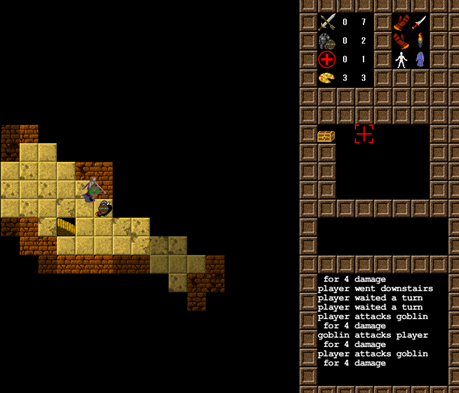 0 7
0 2
0 1
3 3
for 4 damage
player went downstairs
player waited a turn
player waited a turn
player attacks goblin
for 4 damage
goblin attacks player
for 4 damage
player attacks goblin
for 4 damage